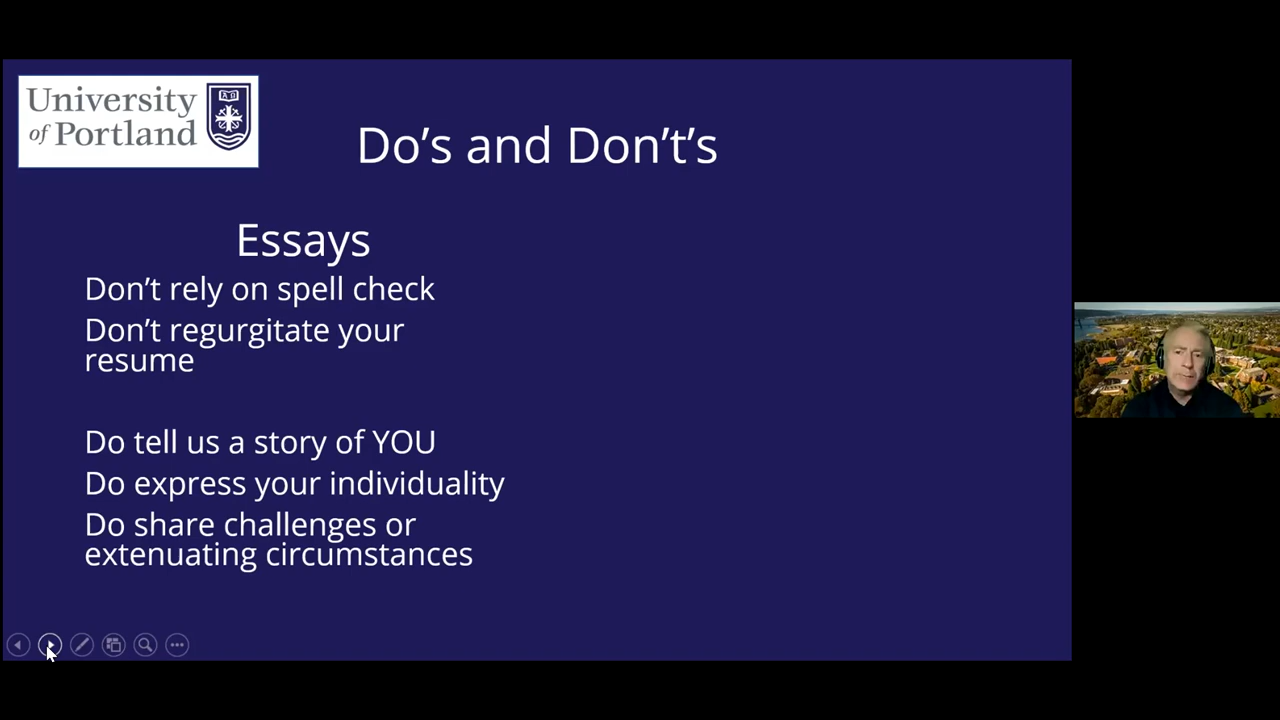 University
of Portland
Do’s and Don’t’s
Essays
Don’t rely on spell check
Don’t regurgitate your
resume
Do tell us a story of YOU
Do express your individuality
Do share challenges or
extenuating circumstances